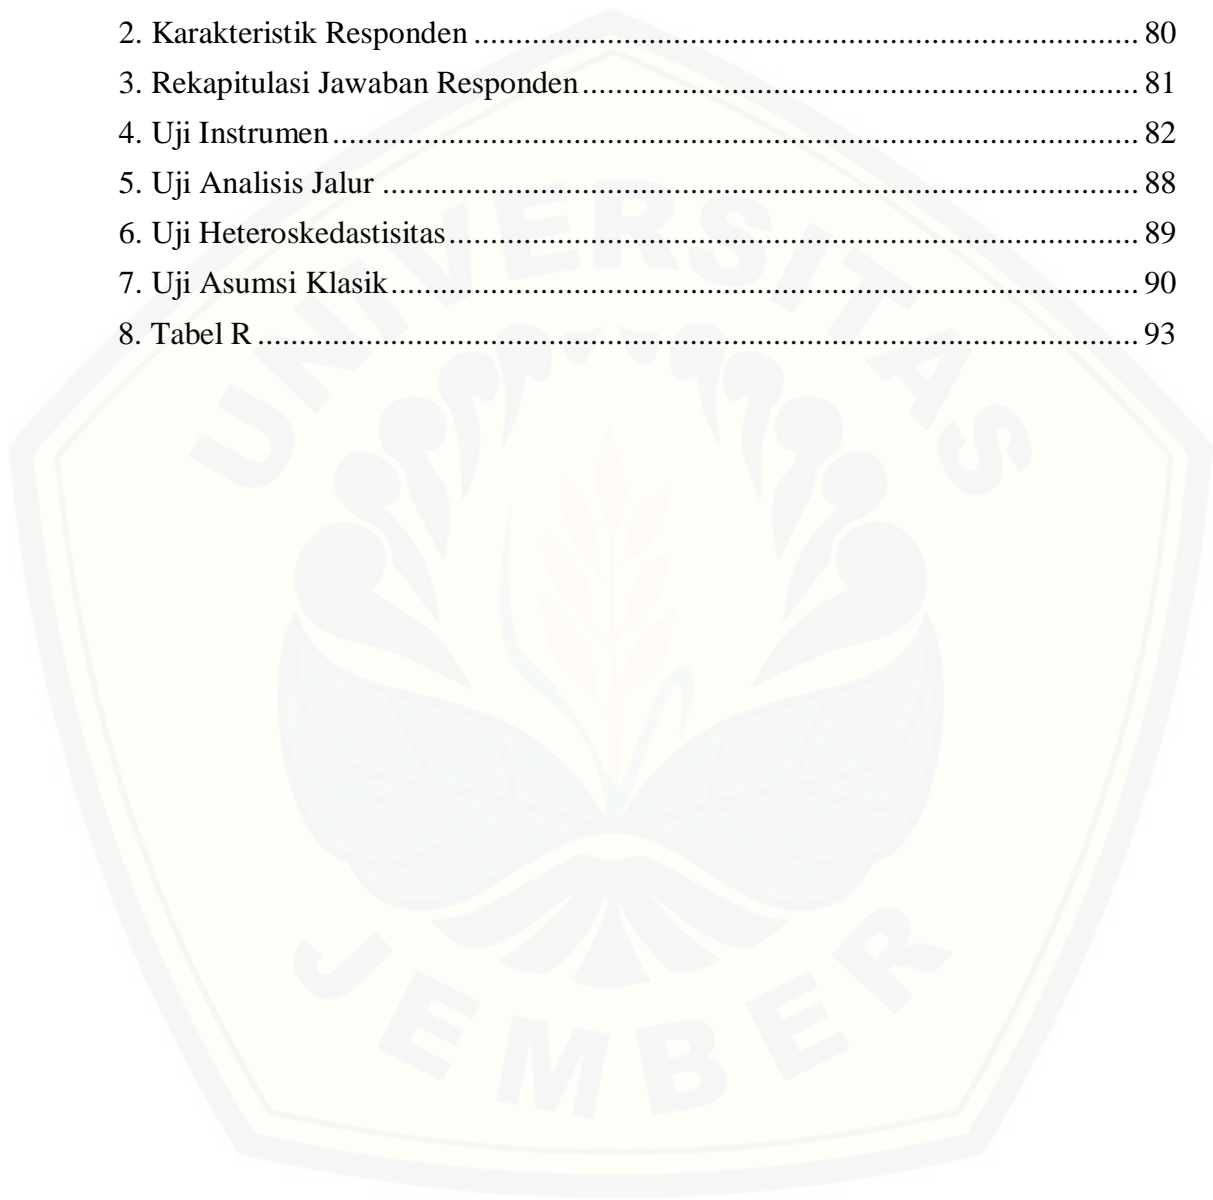 2. Karakteristik Responden ................................................................................. 80
3. Rekapitulasi Jawaban Responden.................................................................... 81
4. Uji Instrumen.................................................................................................. 82
5. Uji Analisis Jalur ............................................................................................ 88
6. Uji Heteroskedastisitas.................................................................................... 89
7. Uji Asumsi Klasik........................................................................................... 90
8. Tabel R ........................................................................................................... 93
UNIVERSITAS
JEMBER